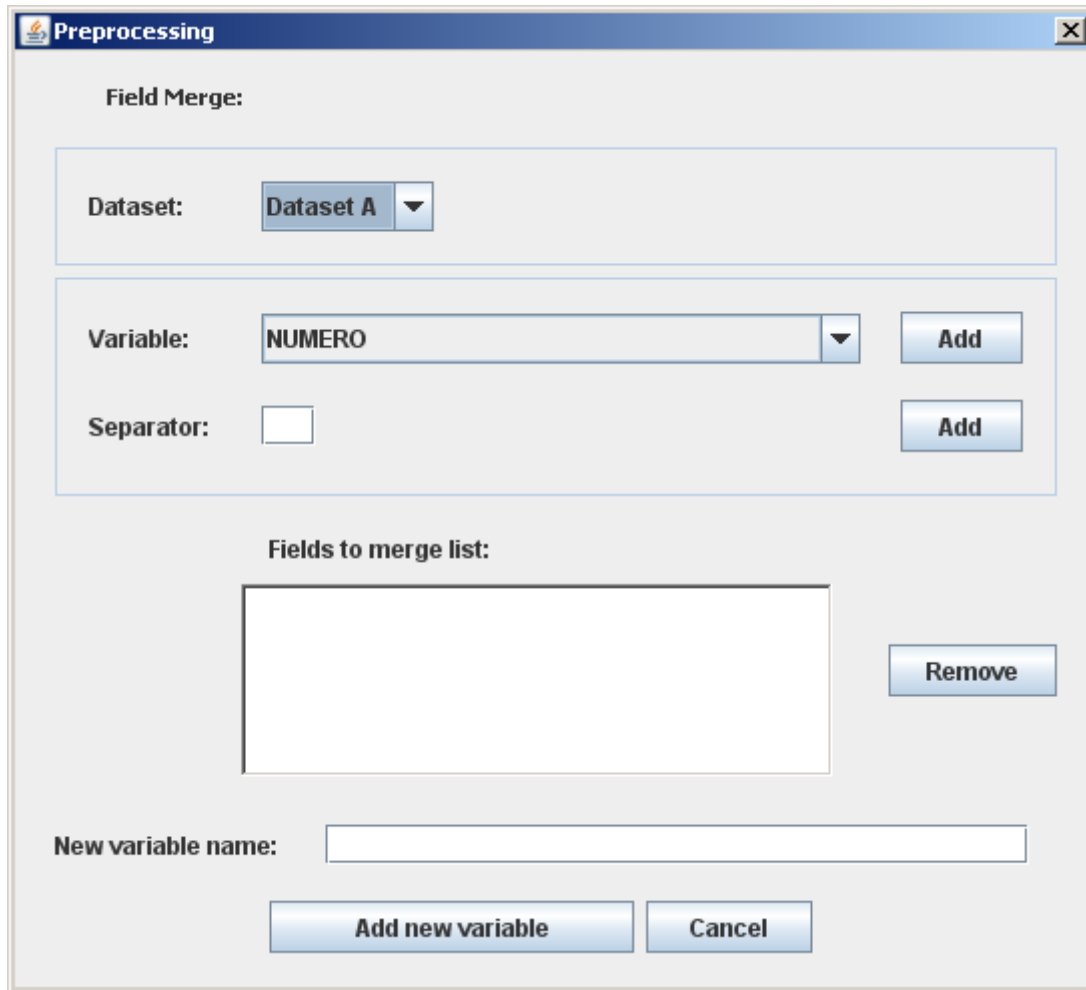 Preprocessing
Field Merge:
Dataset: Dataset A
Variable: NUMERO Add
Separator: Add
Fields to merge list:
Remove
New variable name:
Add new variable Cancel